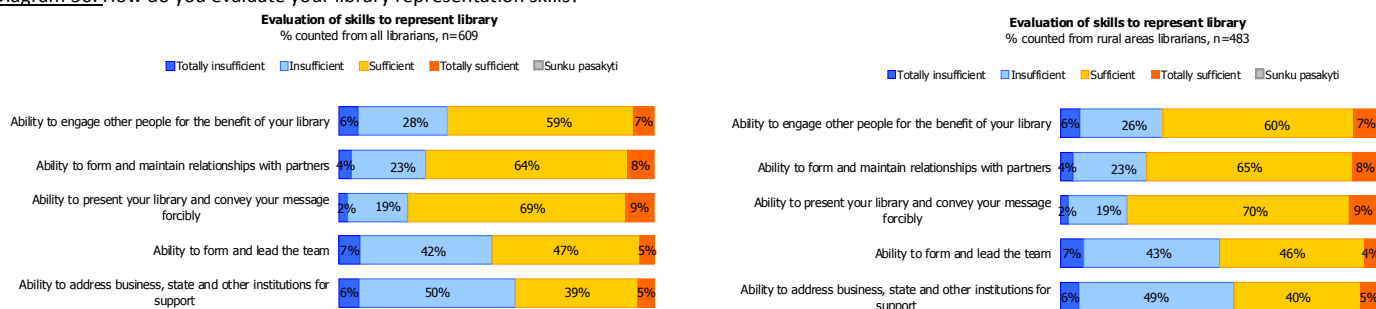 Diagram 30. How do you evaluate your library representation skills?
Evaluation of skills to represent library
% counted from all librarians, n=609
Totally insufficient Insufficient Sufficient Totally sufficient Sunku pasakyti
Ability to engage other people for the benefit of your library 6% 28% 59% 7%
Ability to form and maintain relationships with partners 4% 23% 64% 8%
Ability to present your library and convey your message
forcibly 2% 19% 69% 9%
Ability to form and lead the team 7% 42% 47% 5%
Ability to address business, state and other institutions for
support 6% 50% 39% 5%
Evaluation of skills to represent library
% counted from rural areas librarians, n=483
Totally insufficient Insufficient Sufficient Totally sufficient Sunku pasakyti
Ability to engage other people for the benefit of your library 6% 26% 60% 7%
Ability to form and maintain relationships with partners 4% 23% 65% 8%
Ability to present your library and convey your message
forcibly 2% 19% 70% 9%
Ability to form and lead the team 7% 43% 46% 4%
Ability to address business, state and other institutions for
support 6% 49% 40% 5%